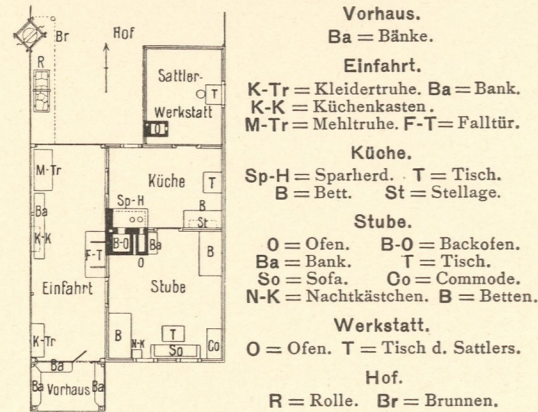 Br
Hof
R
Sattler-
T
Werkstatt
O
M-Tr
Küche
T
Sp-H
B
St
Ba
K-K
B-O
Ba
F-T
O
B
Einfahrt
Stube
T
B
N-K
So
Co
K-Tr
Ba
Ba
Vorhaus
Ba
Vorhaus.
Ba = Bänke.
Einfahrt.
K-Tr = Kleidertruhe. Ba = Bank.
K-K = Küchenkasten.
M-Tr = Mehltruhe. F-T = Falltür.
Küche.
Sp-H = Sparherd. T = Tisch.
B = Bett. St = Stellage.
Stube.
O = Ofen. B-O = Backofen.
Ba = Bank. T = Tisch.
So = Sofa. Co = Commode.
N-K = Nachtkästchen. B = Betten.
Werkstatt.
O = Ofen. T = Tisch d. Sattlers.
Hof.
R = Rolle. Br = Brunnen.